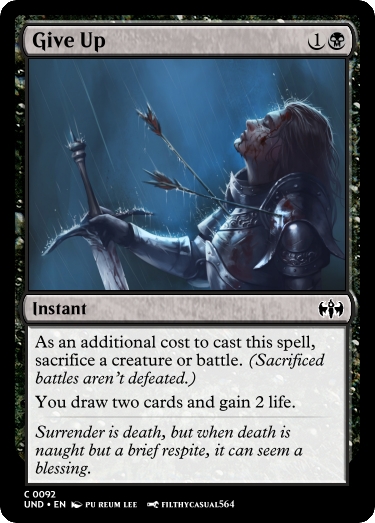 Give Up 1
Instant
As an additional cost to cast this spell,
sacrifice a creature or battle. (Sacrificed
battles aren't defeated.)
You draw two cards and gain 2 life.
Surrender is death, but when death is
naught but a brief respite, it can seem a
blessing.
C 0092
UND • EN PU REUM LEE FILTHYCASUAL564